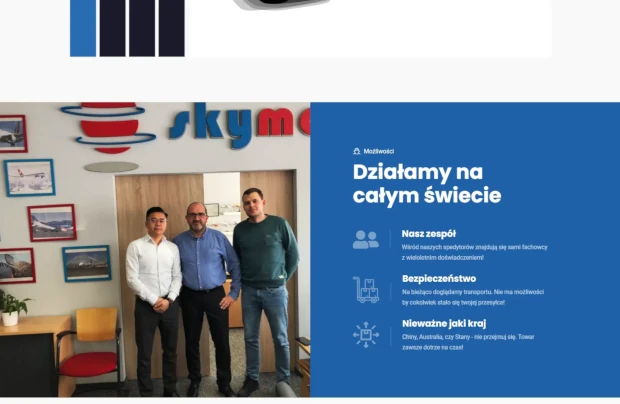 skymo
Możliwości
Działamy na
całym świecie
Nasz zespół
Wśród naszych spedytorów znajdują się sami fachowcy
z wieloletnim doświadczeniem!
Bezpieczeństwo
Na bieżąco doglądamy transportu. Nie ma możliwości
by cokolwiek stało się twojej przesyłce!
Nieważne jaki kraj
Chiny, Australia, czy Stany - nie przejmuj się. Towar
zawsze dotrze na czas!